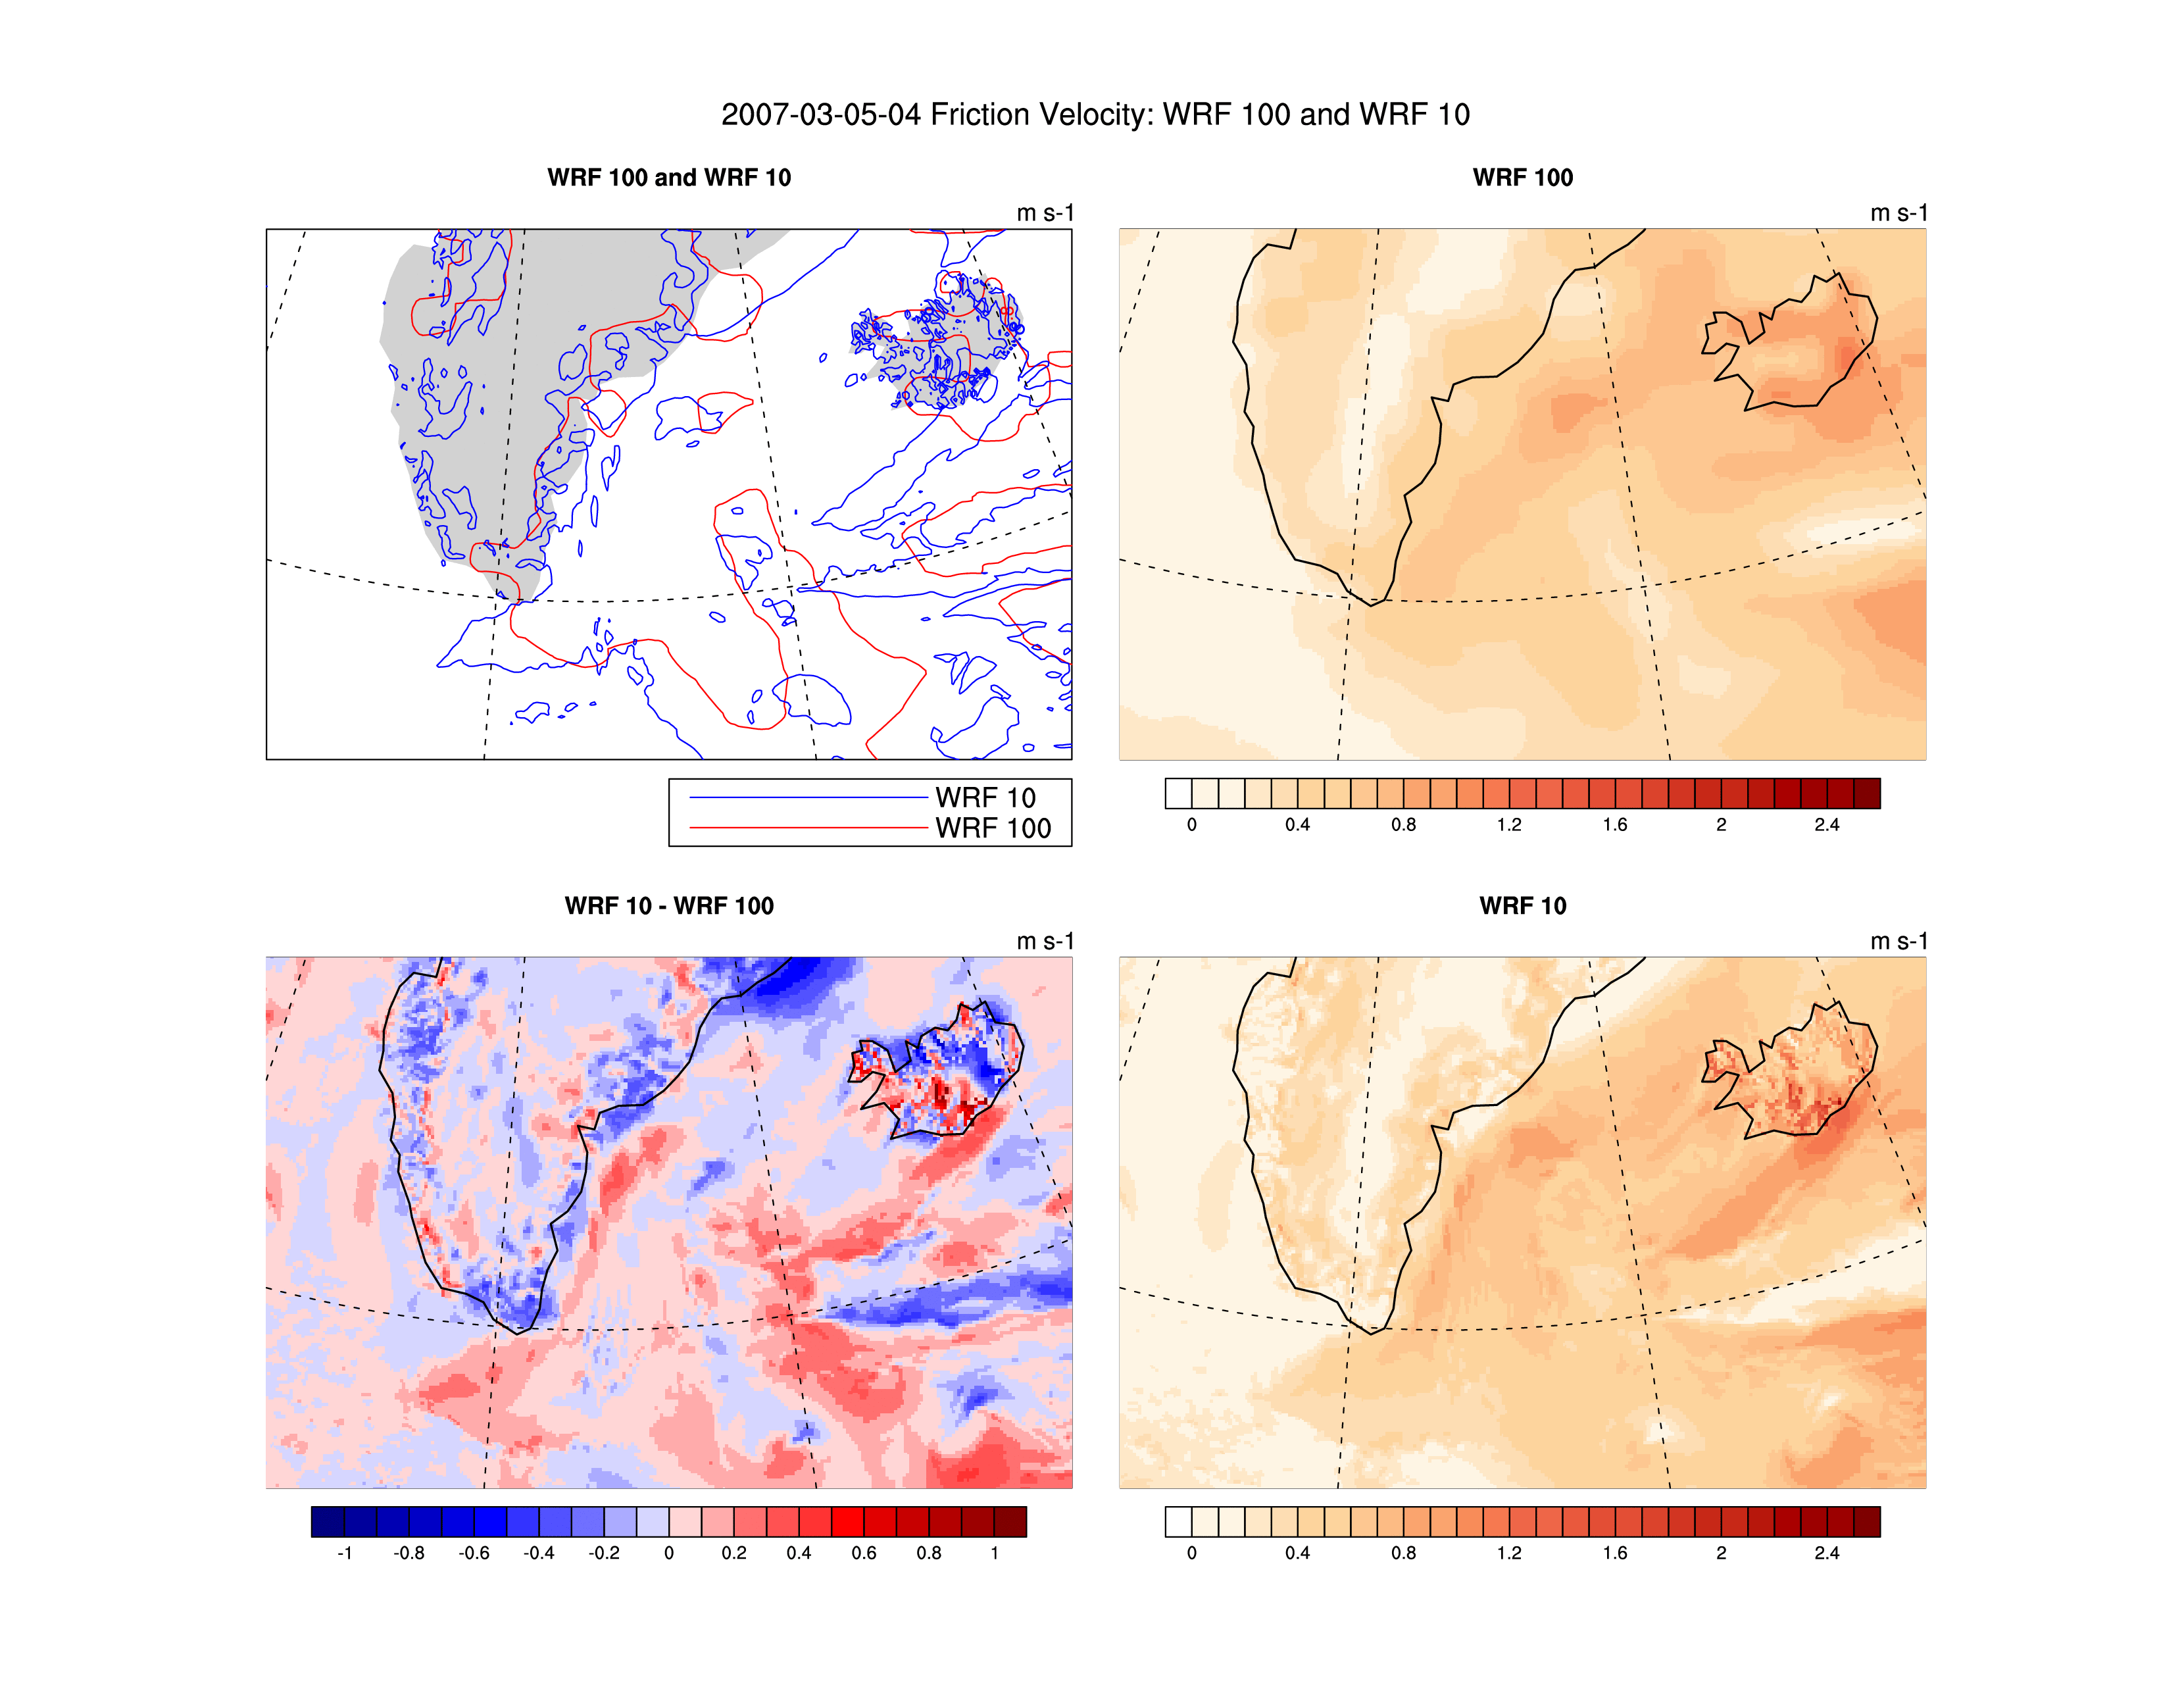 2007-03-05-04 Friction Velocity: WRF 100 and WRF 10
WRF 100 and WRF 10
m s-1
WRF 10
WRF 100
WRF 100
m s-1
0 0.4 0.8 1.2 1.6 2 2.4
WRF 10 - WRF 100
m s-1
-1 -0.8 -0.6 -0.4 -0.2 0 0.2 0.4 0.6 0.8 1
WRF 10
m s-1
0 0.4 0.8 1.2 1.6 2 2.4